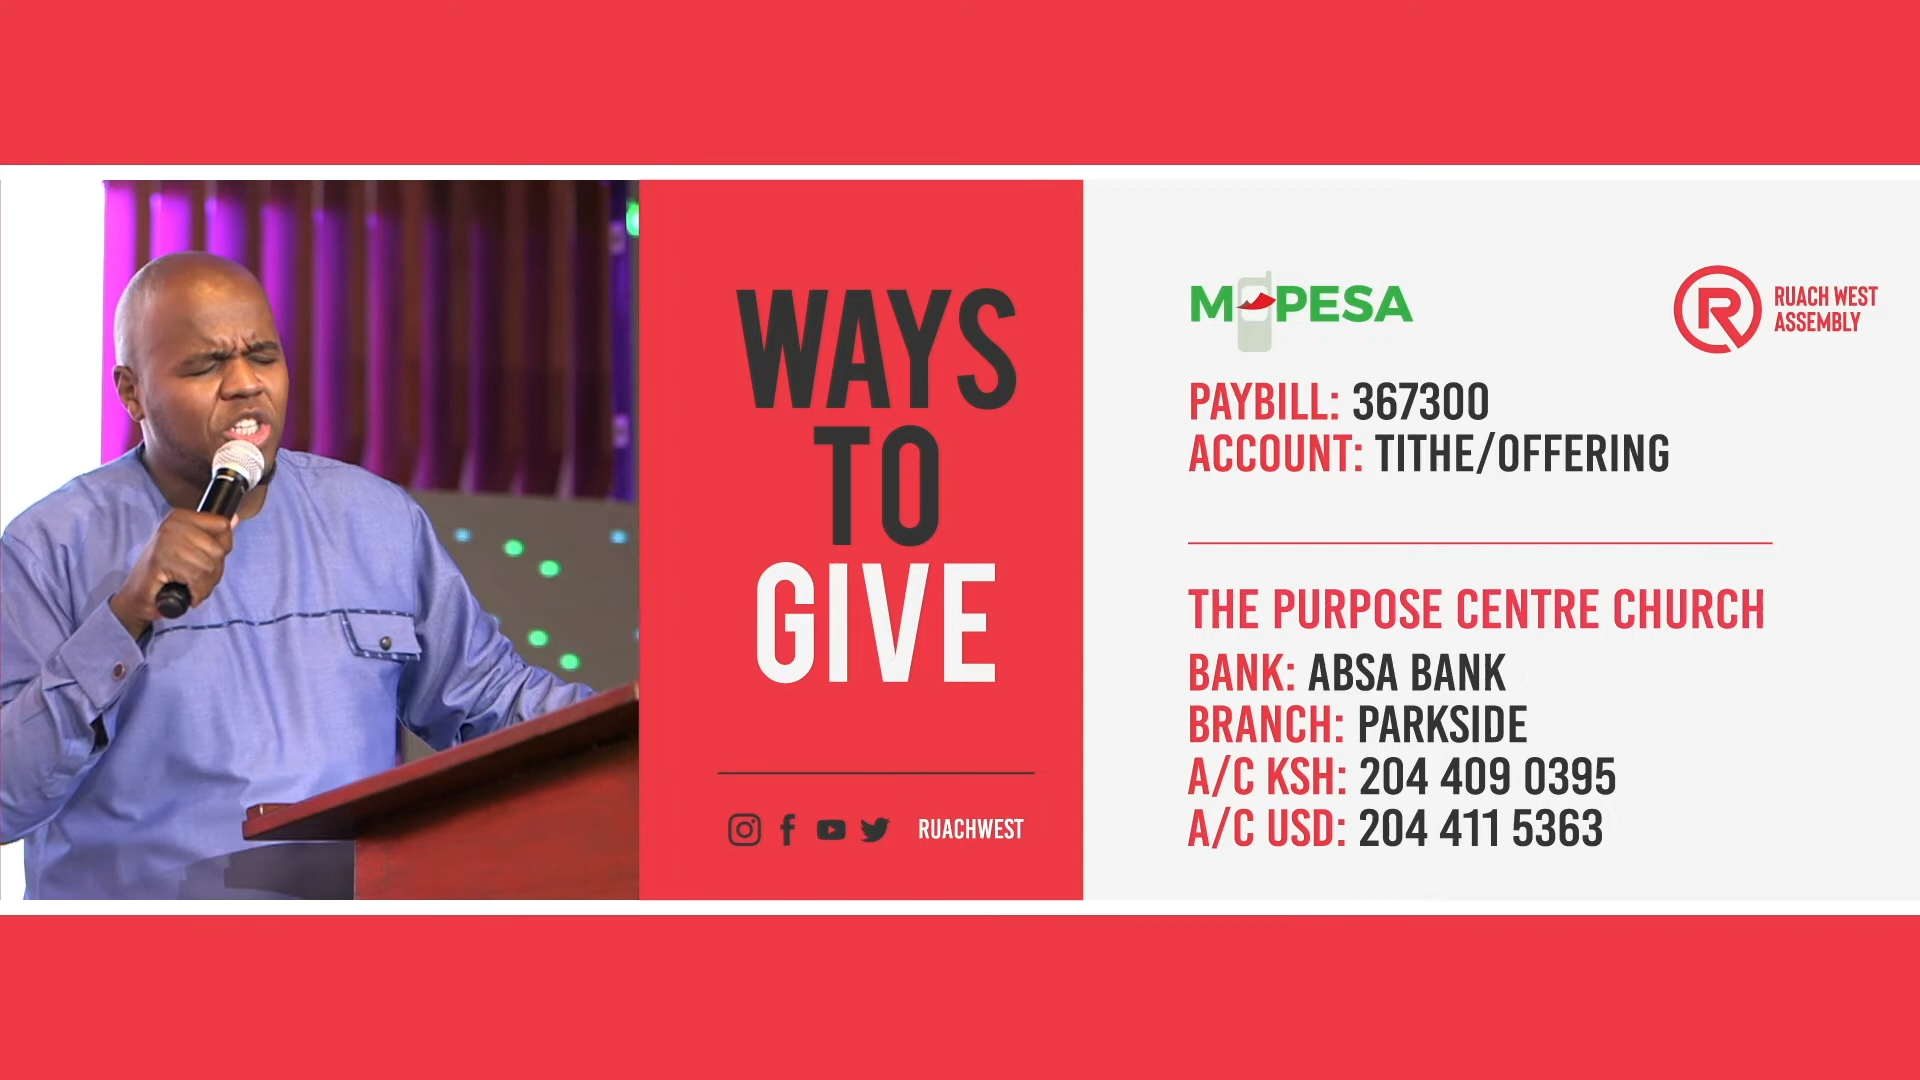 WAYS
TO
GIVE
RUACHWEST
M-PESA
RUACH WEST
ASSEMBLY
PAYBILL: 367300
ACCOUNT: TITHE/OFFERING
THE PURPOSE CENTRE CHURCH
BANK: ABSA BANK
BRANCH: PARKSIDE
A/C KSH: 204 409 0395
A/C USD: 204 411 5363